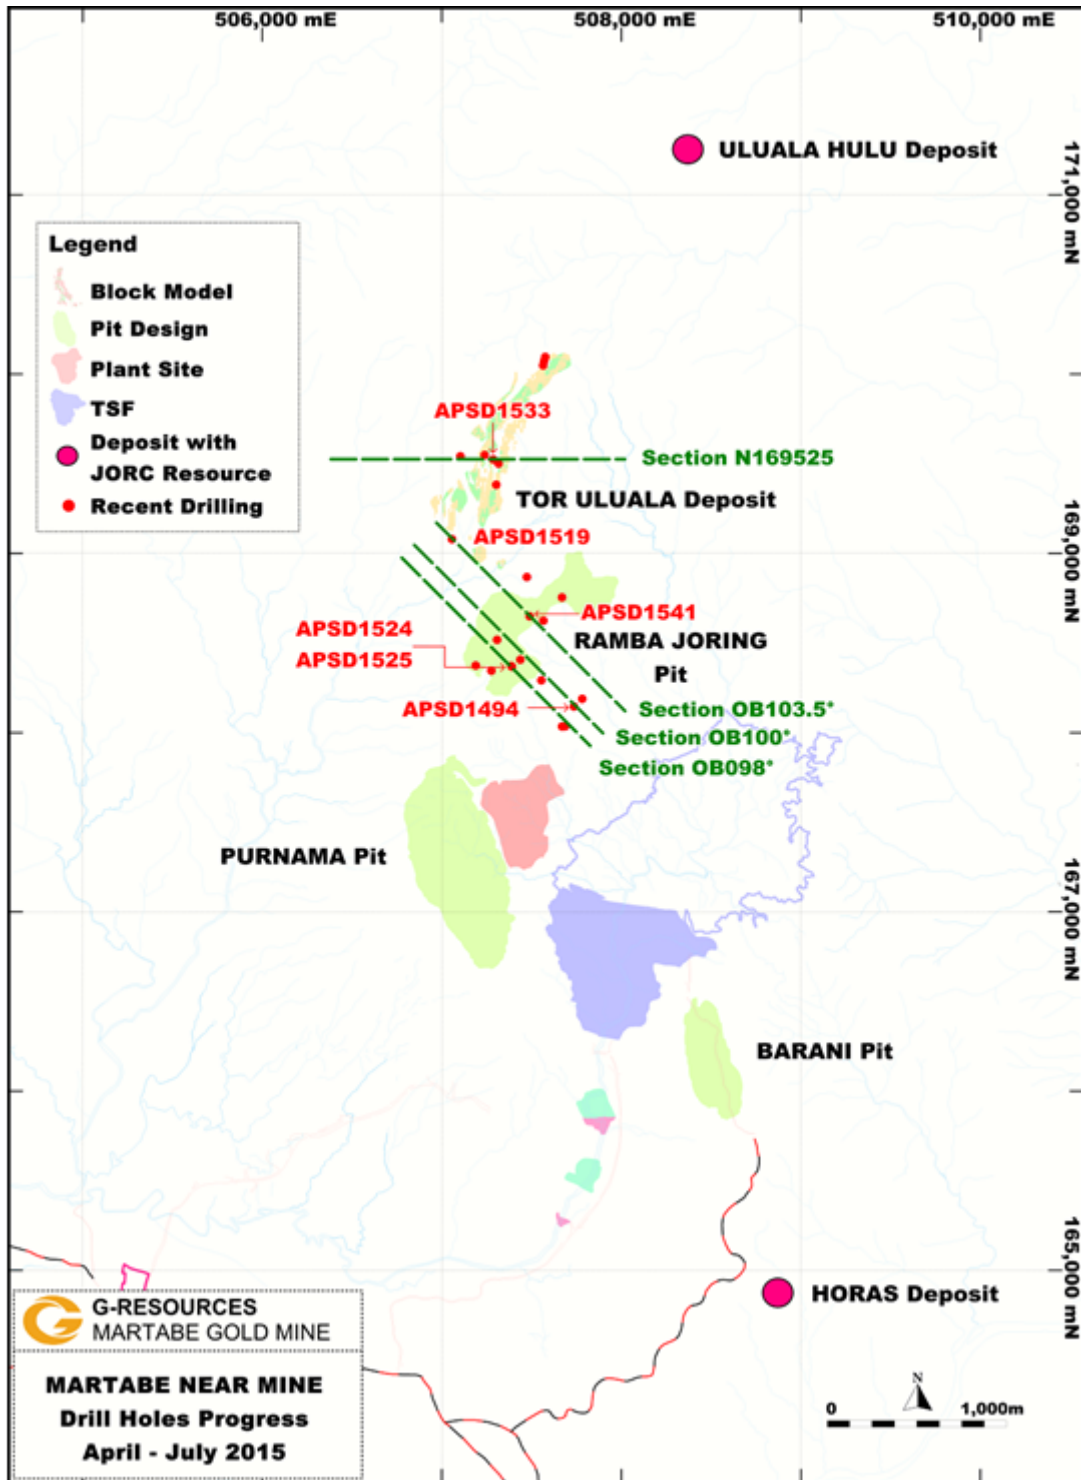 506,000 mE
508,000 mE
510,000 mE
ULUALA HULU Deposit
171,000 mN
Legend
Block Model
Pit Design
Plant Site
TSF
Deposit with
JORC Resource
Recent Drilling
APSD1533
Section N169525
TOR ULUALA Deposit
APSD1519
169,000 mN
APSD1541
APSD1524
APSD1525
RAMBA JORING
Pit
APSD1494
Section OB103.5°
Section OB100°
Section OB098°
PURNAMA Pit
167,000 mN
BARANI Pit
165,000 mN
HORAS Deposit
G
G-RESOURCES
MARTABE GOLD MINE
MARTABE NEAR MINE
Drill Holes Progress
April - July 2015
N
0
1,000m